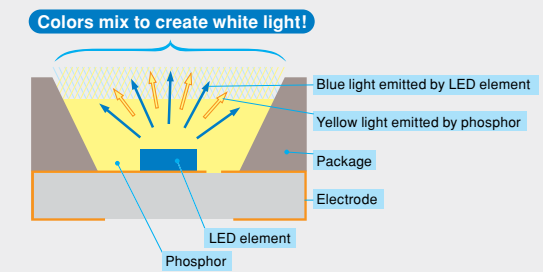 Colors mix to create white light!
Blue light emitted by LED element
Yellow light emitted by phosphor
Package
Electrode
LED element
Phosphor